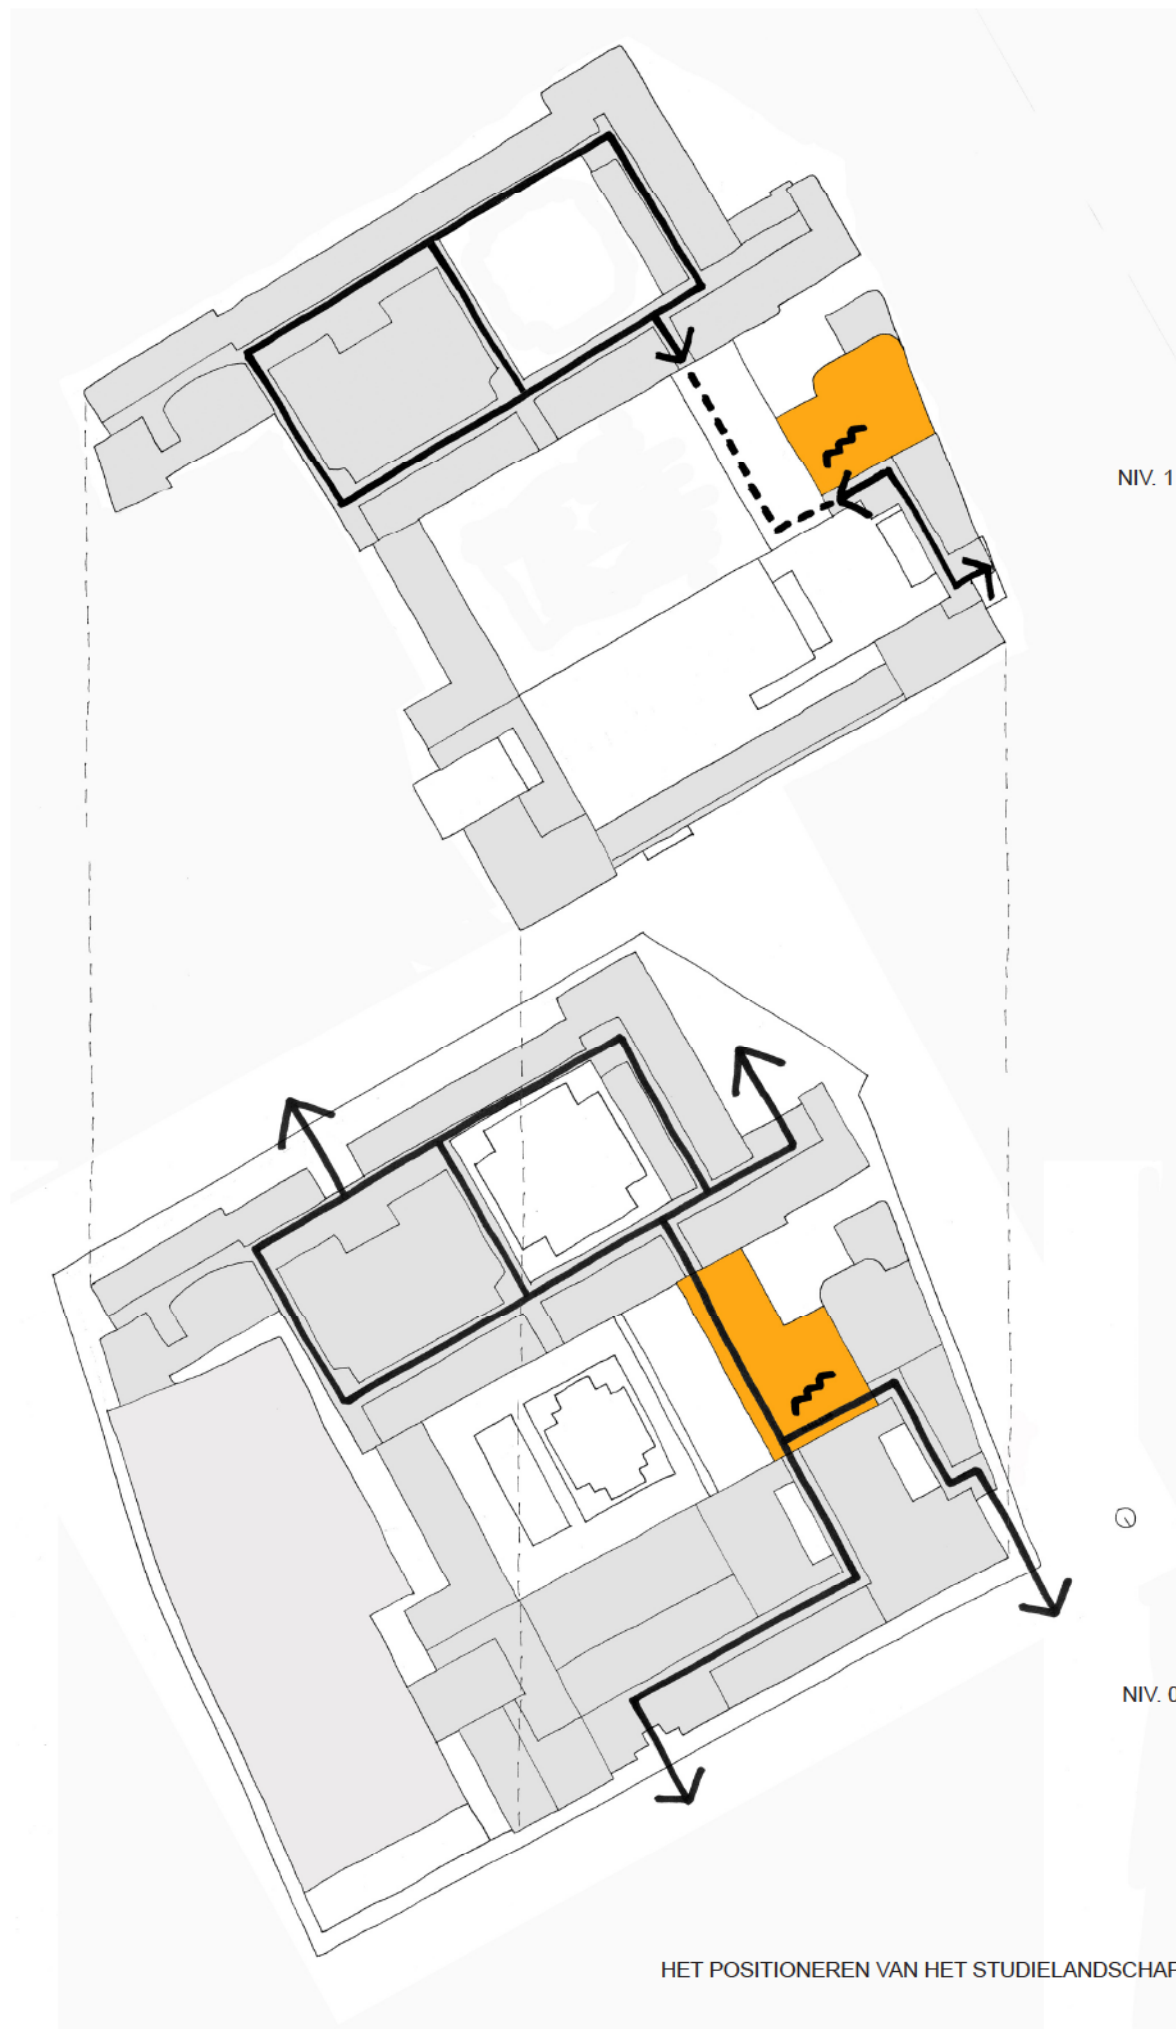 NIV. 1
NIV. 0
HET POSITIONEREN VAN HET STUDIELANDSCHAP